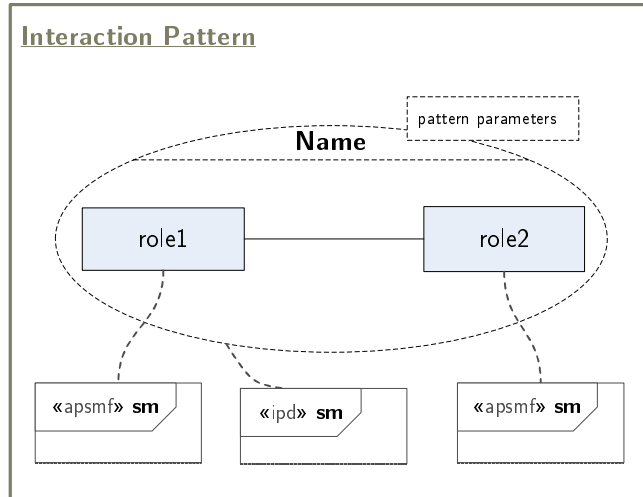 Interaction Pattern
pattern parameters
Name
role1
role2
«apsmf» sm
«ipd» sm
«apsmf» sm